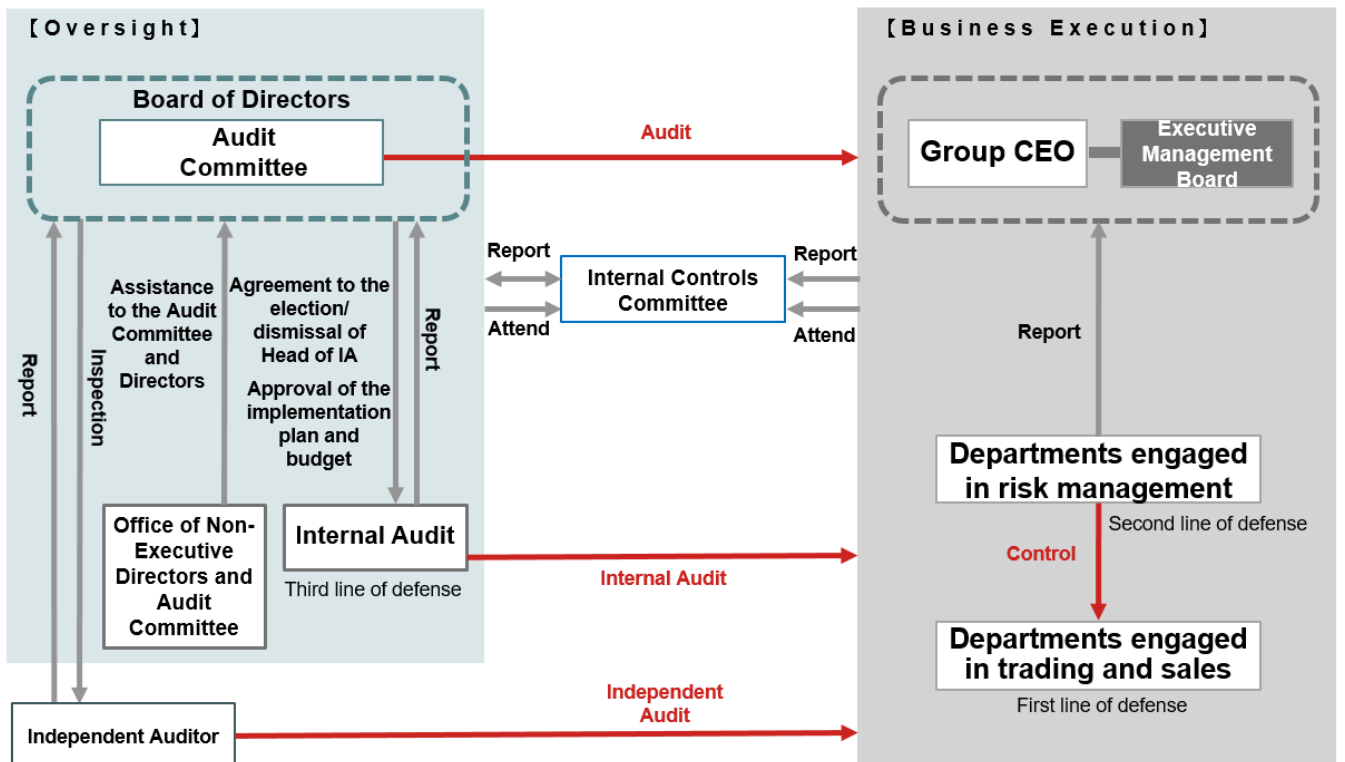 【Oversight】
Board of Directors
Audit
Committee
Audit
【Business Execution】
Group CEO
Executive
Management
Board
Report
Inspection
Assistance
to the Audit
Committee
and
Directors
Agreement to the
election/
dismissal of
Head of IA
Approval of the
implementation
plan and
budget
Report
Report
Attend
Internal Controls
Committee
Report
Attend
Report
Office of Non-
Executive
Directors and
Audit
Committee
Internal Audit
Third line of defense
Internal Audit
Departments engaged
in risk management
Second line of defense
Control
Departments engaged
in trading and sales
First line of defense
Independent Auditor
Independent
Audit